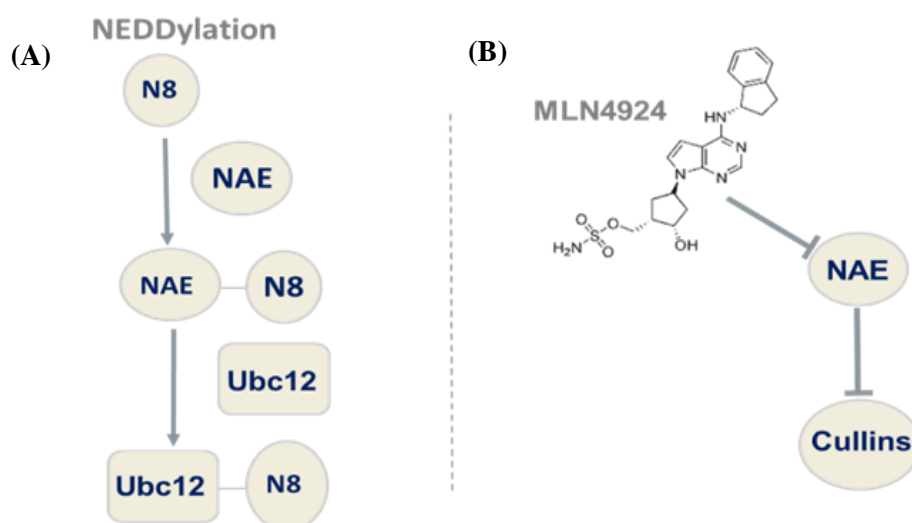 NEDDylation
(A)
N8
NAE
NAE
N8
Ubc12
Ubc12
N8
(B)
MLN4924
HN
N
N
N
O
O
S
O
H₂N
OH
NAE
Cullins